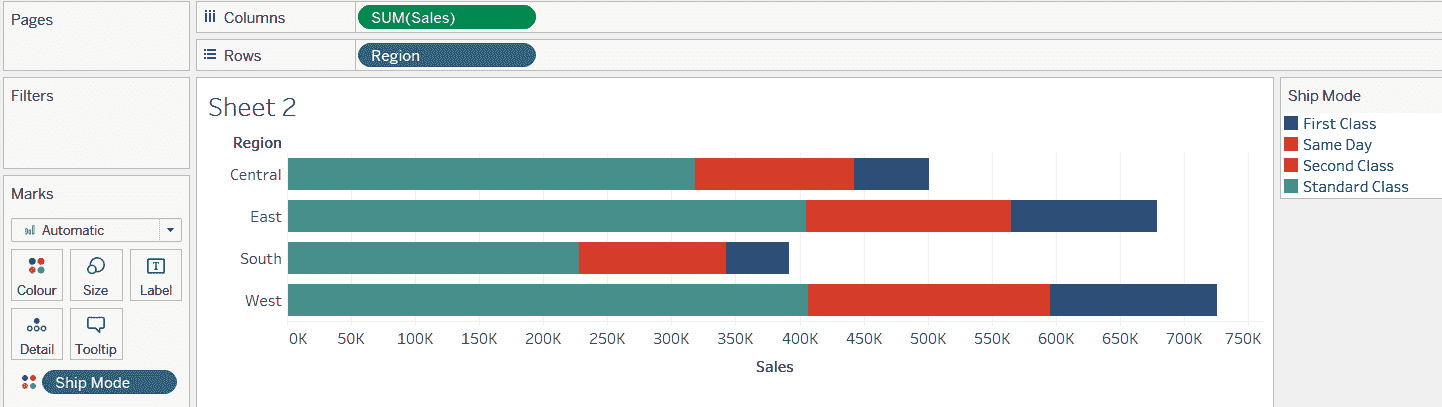 Pages
Columns
SUM(Sales)
Rows
Region
Filters
Marks
Automatic
Colour
Size
Label
Detail
Tooltip
Ship Mode
Sheet 2
Region
Central
East
South
West
0K 50K 100K 150K 200K 250K 300K 350K 400K 450K 500K 550K 600K 650K 700K 750K
Sales
Ship Mode
First Class
Same Day
Second Class
Standard Class